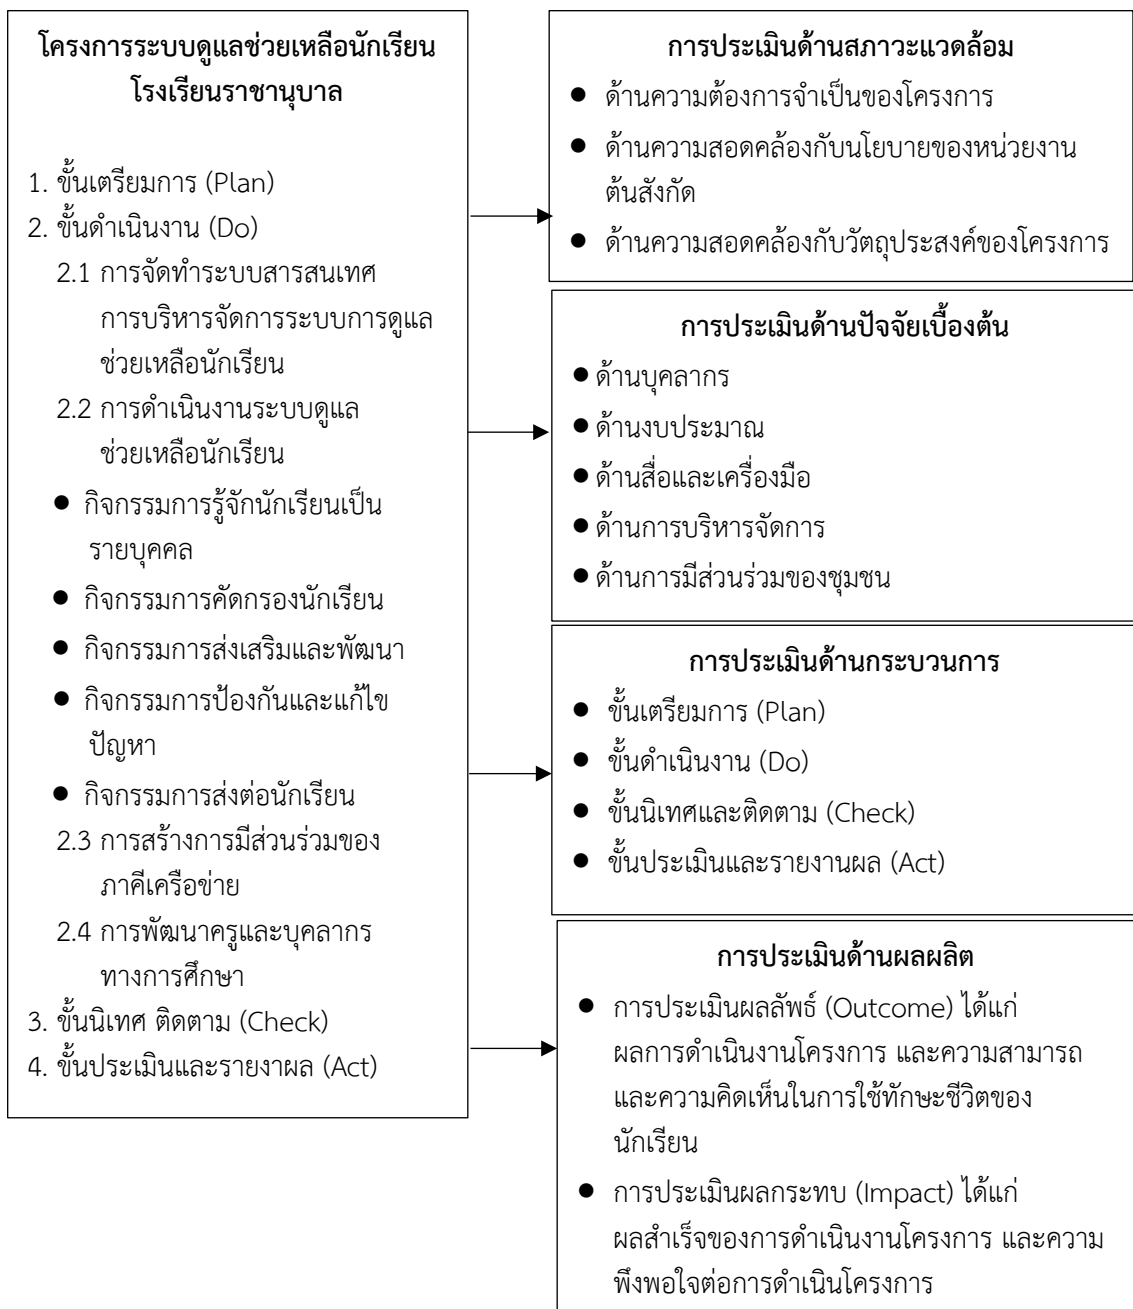 โครงการระบบดูแลช่วยเหลือนักเรียน
โรงเรียนราชานุบาล
1. ขั้นเตรียมการ (Plan)
2. ขั้นดำเนินงาน (Do)
2.1 การจัดทำระบบสารสนเทศ
การบริหารจัดการระบบการดูแล
ช่วยเหลือนักเรียน
2.2 การดำเนินงานระบบดูแล
ช่วยเหลือนักเรียน
● กิจกรรมการรู้จักนักเรียนเป็น
รายบุคคล
● กิจกรรมการคัดกรองนักเรียน
● กิจกรรมการส่งเสริมและพัฒนา
● กิจกรรมการป้องกันและแก้ไข
ปัญหา
● กิจกรรมการส่งต่อนักเรียน
2.3 การสร้างการมีส่วนร่วมของ
ภาคีเครือข่าย
2.4 การพัฒนาครูและบุคลากร
ทางการศึกษา
3. ขั้นนิเทศ ติดตาม (Check)
4. ขั้นประเมินและรายงาผล (Act)
การประเมินด้านสภาวะแวดล้อม
● ด้านความต้องการจำเป็นของโครงการ
● ด้านความสอดคล้องกับนโยบายของหน่วยงาน
ต้นสังกัด
● ด้านความสอดคล้องกับวัตถุประสงค์ของโครงการ
การประเมินด้านปัจจัยเบื้องต้น
● ด้านบุคลากร
● ด้านงบประมาณ
● ด้านสื่อและเครื่องมือ
● ด้านการบริหารจัดการ
● ด้านการมีส่วนร่วมของชุมชน
การประเมินด้านกระบวนการ
● ขั้นเตรียมการ (Plan)
● ขั้นดำเนินงาน (Do)
● ขั้นนิเทศและติดตาม (Check)
● ขั้นประเมินและรายงานผล (Act)
การประเมินด้านผลผลิต
● การประเมินผลลัพธ์ (Outcome) ได้แก่
ผลการดำเนินงานโครงการ และความสามารถ
และความคิดเห็นในการใช้ทักษะชีวิตของ
นักเรียน
● การประเมินผลกระทบ (Impact) ได้แก่
ผลสำเร็จของการดำเนินงานโครงการ และความ
พึงพอใจต่อการดำเนินโครงการ